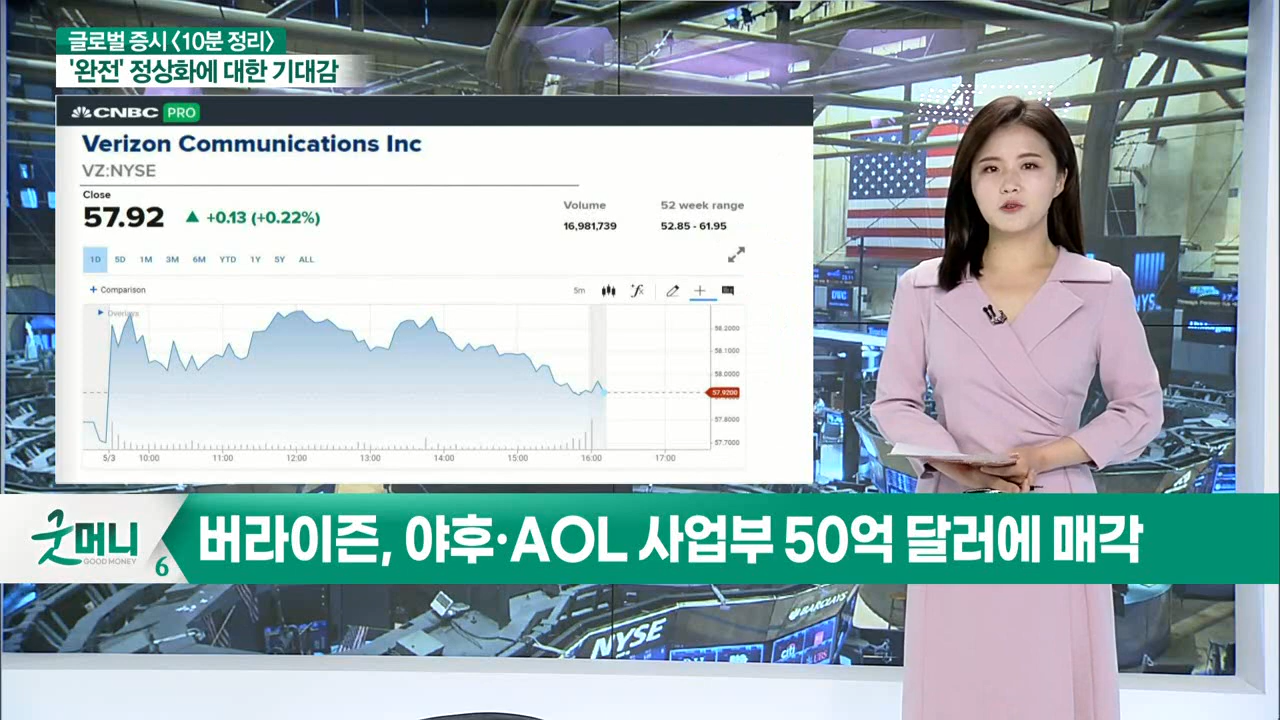 글로벌 증시 <10분 정리>
'완전' 정상화에 대한 기대감
CNBC PRO
Verizon Communications Inc
VZ:NYSE
Close
57.92 ▲ +0.13 (+0.22%)
Volume
16,981,739
52 week range
52.85 - 61.95
1D 5D 1M 3M 6M YTD 1Y 5Y ALL
+ Comparison
5m
Overlays
58.2000
58.1000
58.0000
57.9200
57.8000
57.7000
5/3 10:00 11:00 12:00 13:00 14:00 15:00 16:00 17:00
굿머니
GOOD MONEY
6
버라이즌, 야후·AOL 사업부 50억 달러에 매각
NYSE
BARCLAYS
citi
UBS